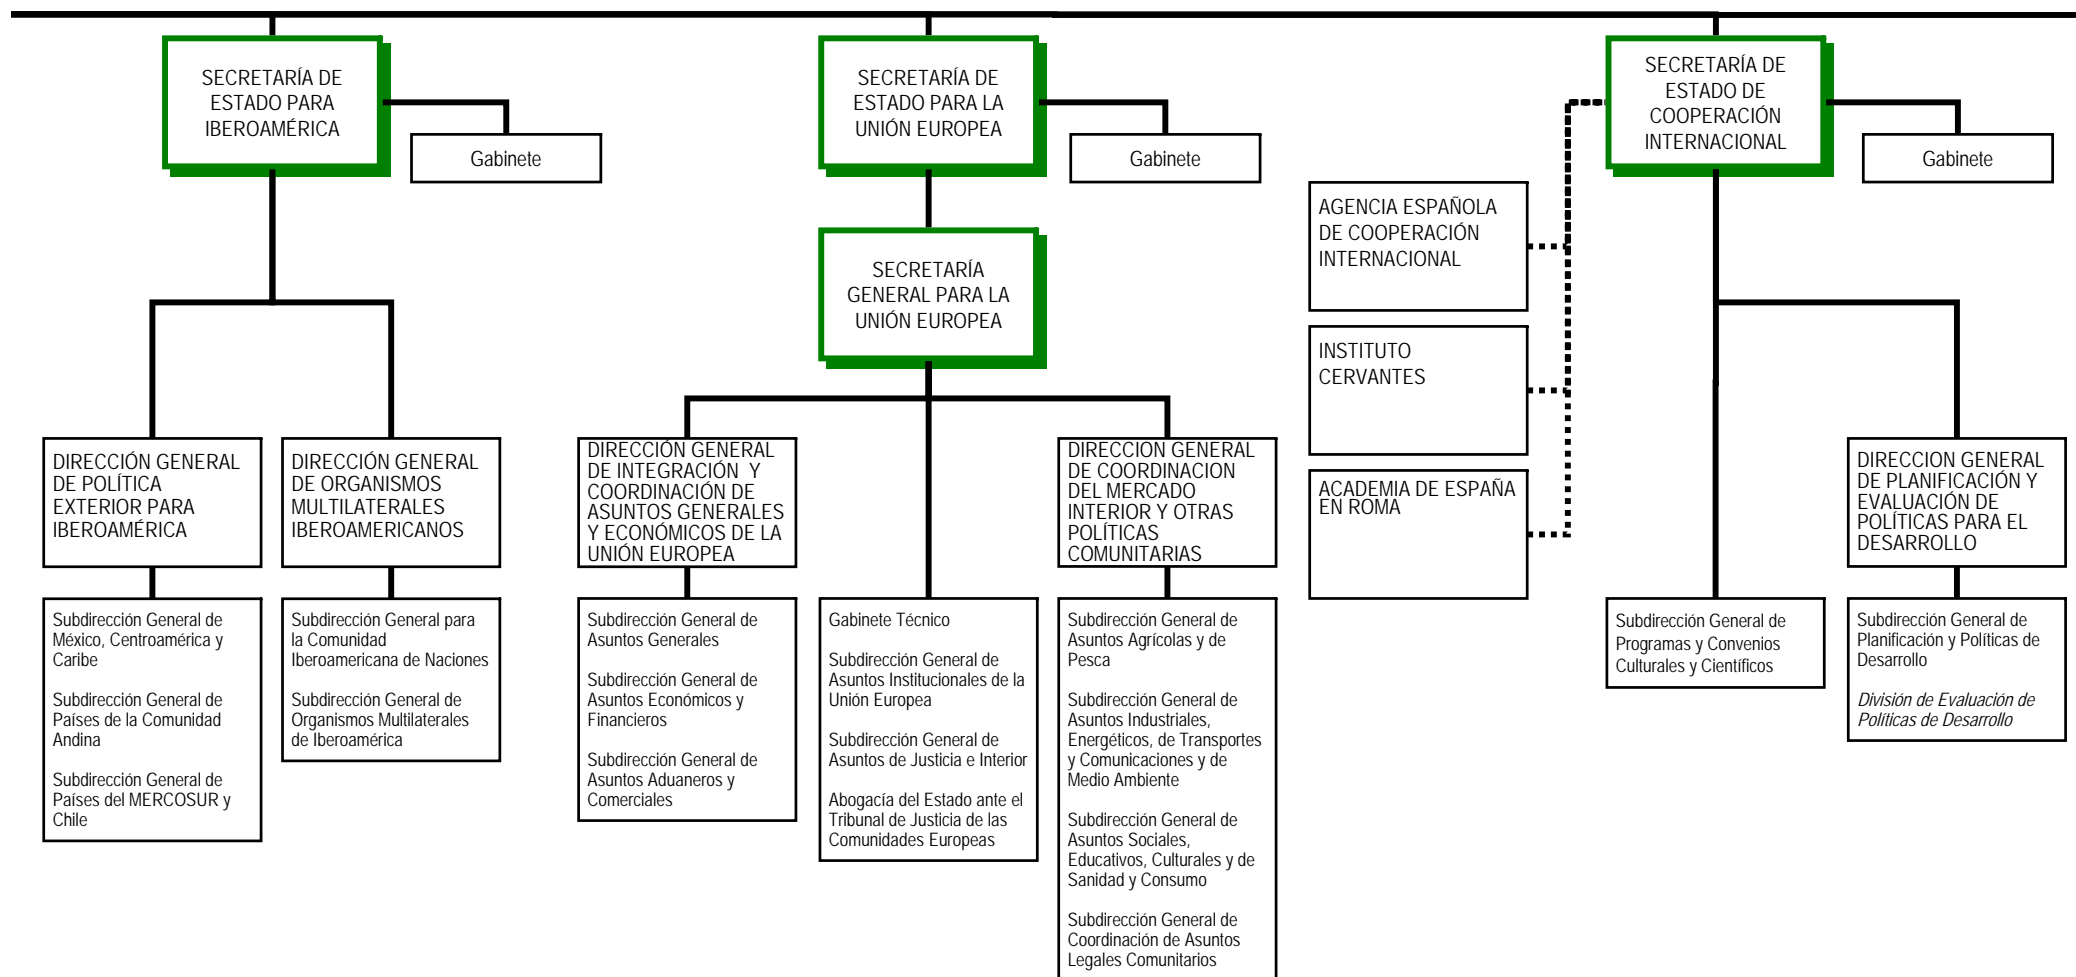 SECRETARÍA DE
ESTADO PARA
IBEROAMÉRICA
Gabinete
SECRETARÍA DE
ESTADO PARA LA
UNIÓN EUROPEA
Gabinete
SECRETARÍA DE
ESTADO DE
COOPERACIÓN
INTERNACIONAL
Gabinete
SECRETARÍA
GENERAL PARA LA
UNIÓN EUROPEA
AGENCIA ESPAÑOLA
DE COOPERACIÓN
INTERNACIONAL
INSTITUTO
CERVANTES
ACADEMIA DE ESPAÑA
EN ROMA
DIRECCIÓN GENERAL
DE POLÍTICA
EXTERIOR PARA
IBEROAMÉRICA
DIRECCIÓN GENERAL
DE ORGANISMOS
MULTILATERALES
IBEROAMERICANOS
DIRECCIÓN GENERAL
DE INTEGRACIÓN Y
COORDINACIÓN DE
ASUNTOS GENERALES
Y ECONÓMICOS DE LA
UNIÓN EUROPEA
DIRECCION GENERAL
DE COORDINACION
DEL MERCADO
INTERIOR Y OTRAS
POLÍTICAS
COMUNITARIAS
DIRECCION GENERAL
DE PLANIFICACIÓN Y
EVALUACIÓN DE
POLÍTICAS PARA EL
DESARROLLO
Subdirección General de
México, Centroamérica y
Caribe
Subdirección General de
Países de la Comunidad
Andina
Subdirección General de
Países del MERCOSUR y
Chile
Subdirección General para
la Comunidad
Iberoamericana de Naciones
Subdirección General de
Organismos Multilaterales
de Iberoamérica
Subdirección General de
Asuntos Generales
Subdirección General de
Asuntos Económicos y
Financieros
Subdirección General de
Asuntos Aduaneros y
Comerciales
Gabinete Técnico
Subdirección General de
Asuntos Institucionales de la
Unión Europea
Subdirección General de
Asuntos de Justicia e Interior
Abogacía del Estado ante el
Tribunal de Justicia de las
Comunidades Europeas
Subdirección General de
Asuntos Agrícolas y de
Pesca
Subdirección General de
Asuntos Industriales,
Energéticos, de Transportes
y Comunicaciones y de
Medio Ambiente
Subdirección General de
Asuntos Sociales,
Educativos, Culturales y de
Sanidad y Consumo
Subdirección General de
Coordinación de Asuntos
Legales Comunitarios
Subdirección General de
Programas y Convenios
Culturales y Científicos
Subdirección General de
Planificación y Políticas de
Desarrollo
División de Evaluación de
Políticas de Desarrollo